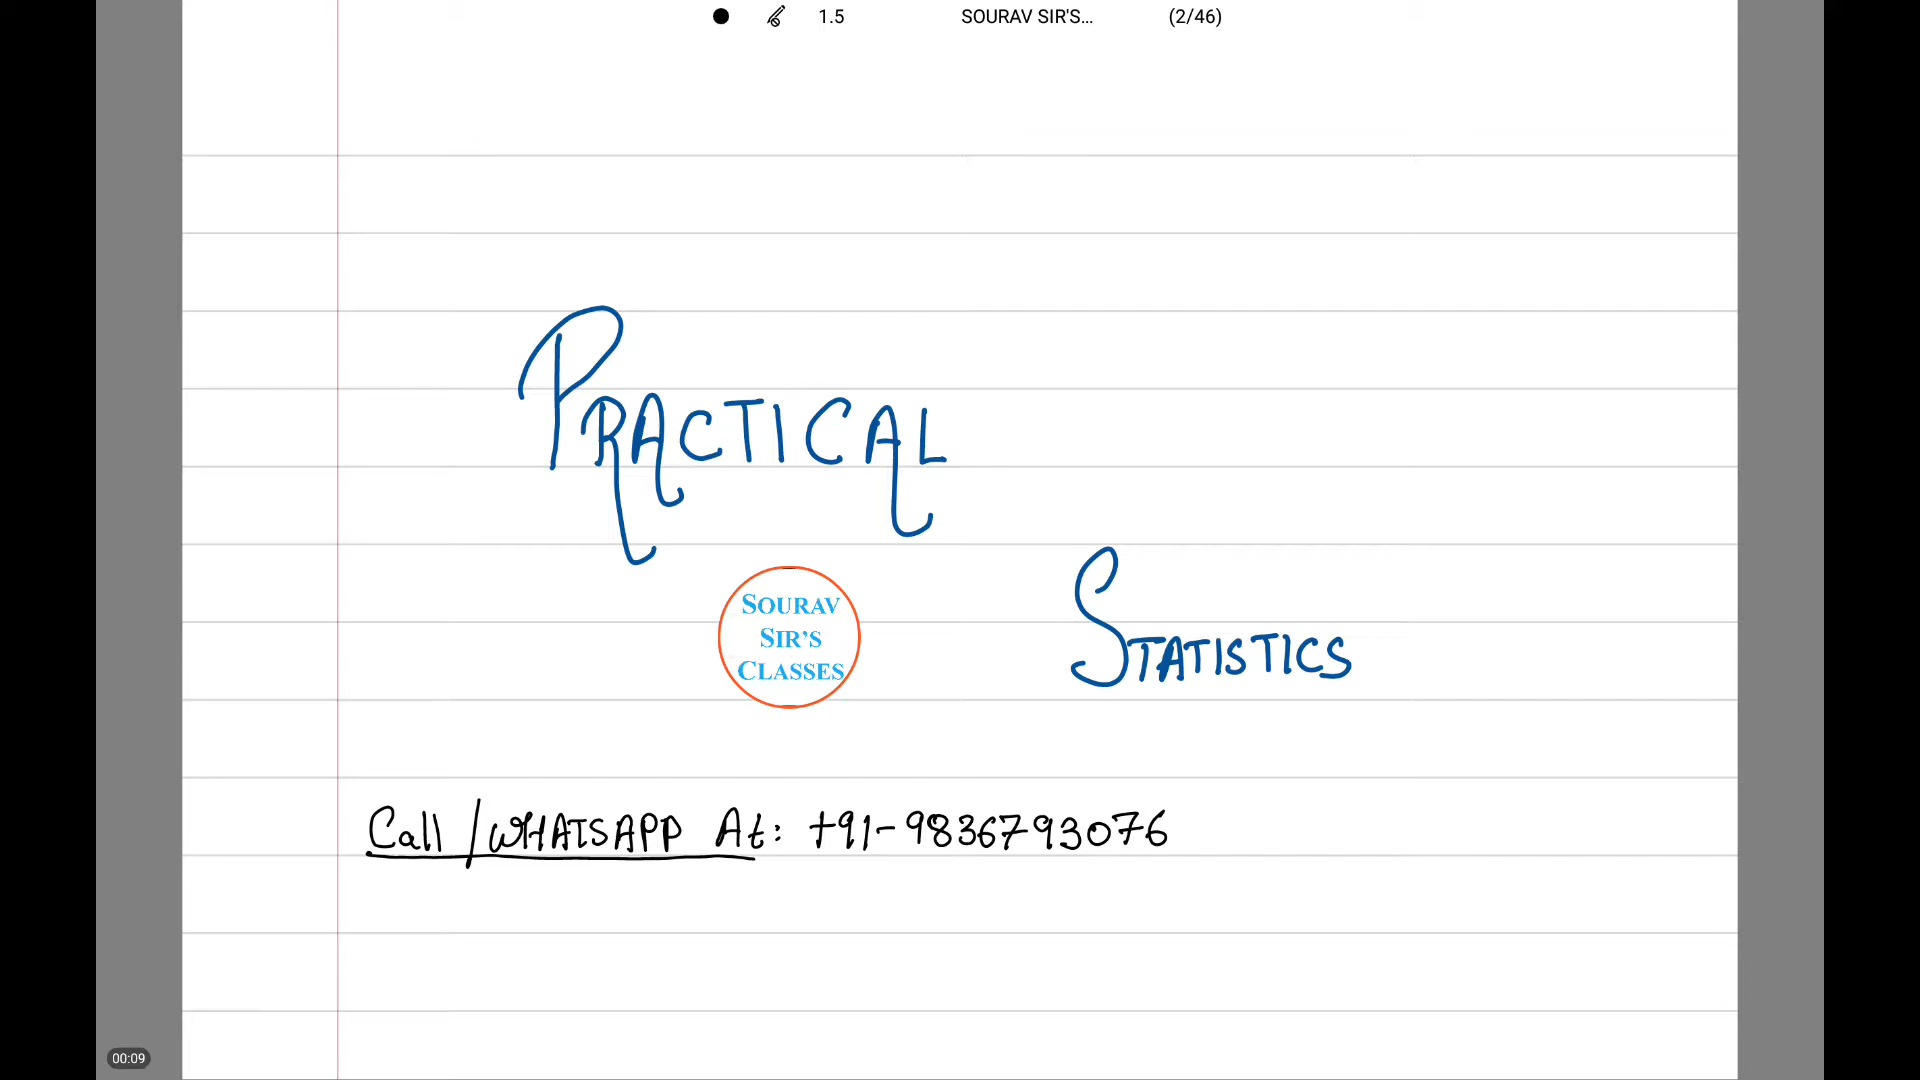 1.5 SOURAV SIR'S... (2/46)
PRACTICAL
STATISTICS
SOURAV
SIR'S
CLASSES
Call /WHATSAPP At: +91-9836793076
00:09